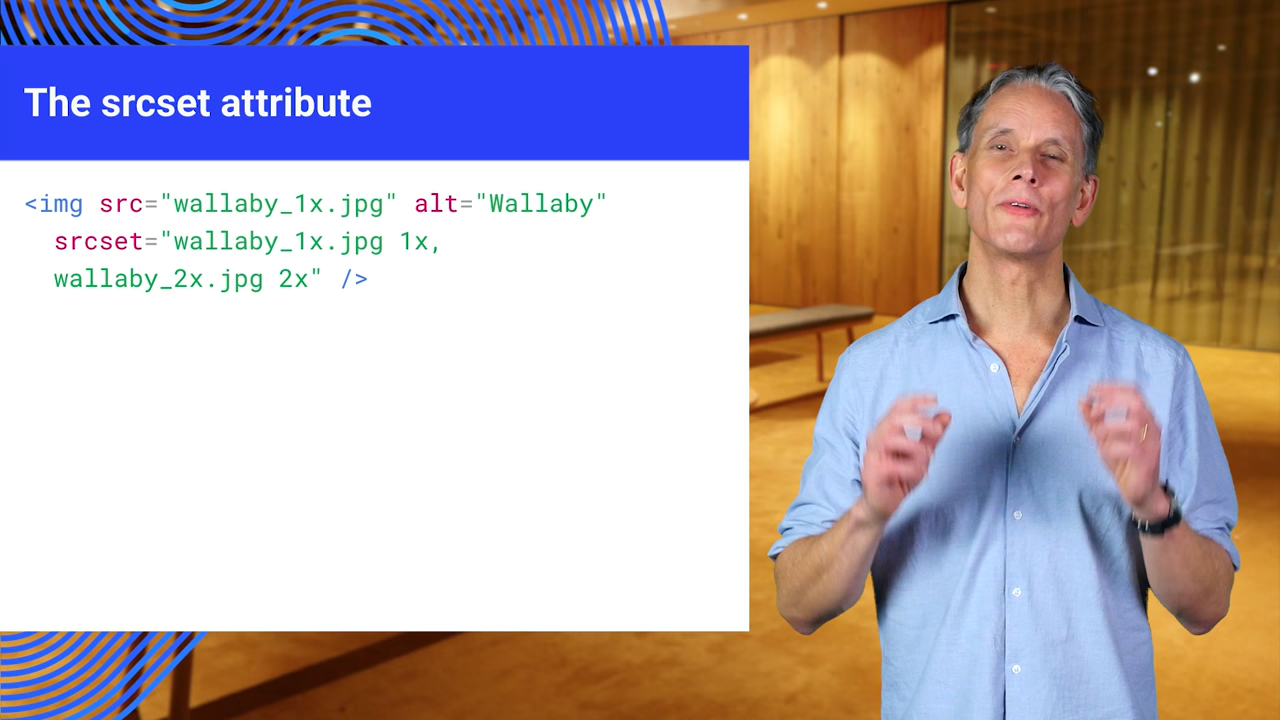 The srcset attribute
<img src="wallaby_1x.jpg" alt="Wallaby"
srcset="wallaby_1x.jpg 1x,
wallaby_2x.jpg 2x" />